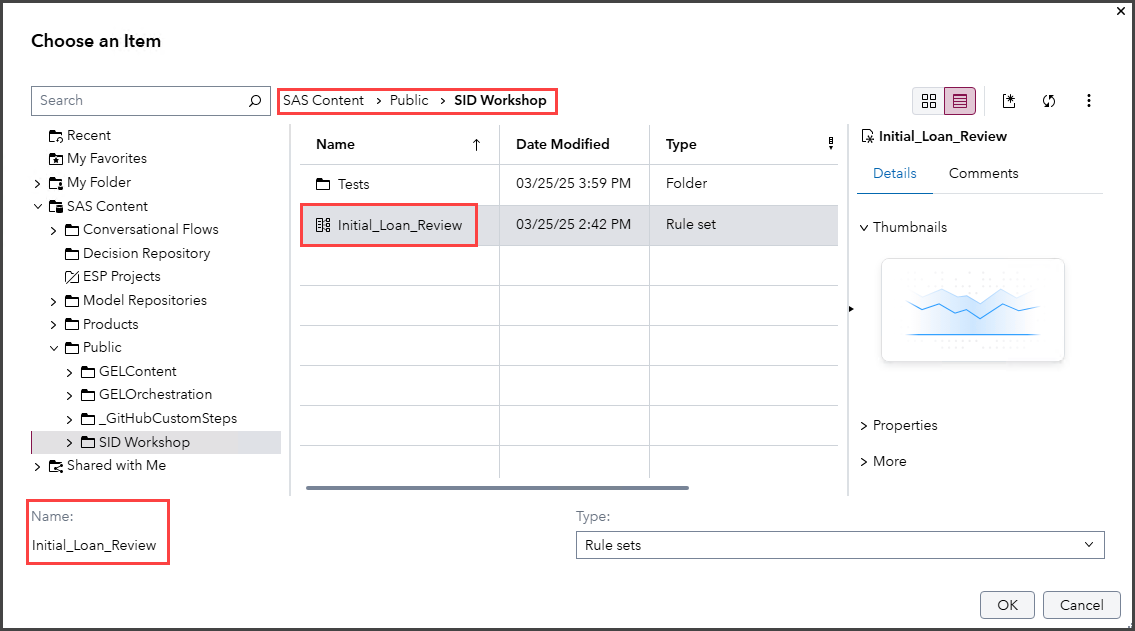 Choose an Item
Search
SAS Content > Public > SID Workshop
Recent
My Favorites
My Folder
SAS Content
Conversational Flows
Decision Repository
ESP Projects
Model Repositories
Products
Public
GELContent
GELOrchestration
_GitHubCustomSteps
SID Workshop
Shared with Me
Name Date Modified Type
Tests 03/25/25 3:59 PM Folder
Initial_Loan_Review 03/25/25 2:42 PM Rule set
Initial_Loan_Review
Details Comments
Thumbnails
Properties
More
Name:
Initial_Loan_Review
Type:
Rule sets
OK Cancel